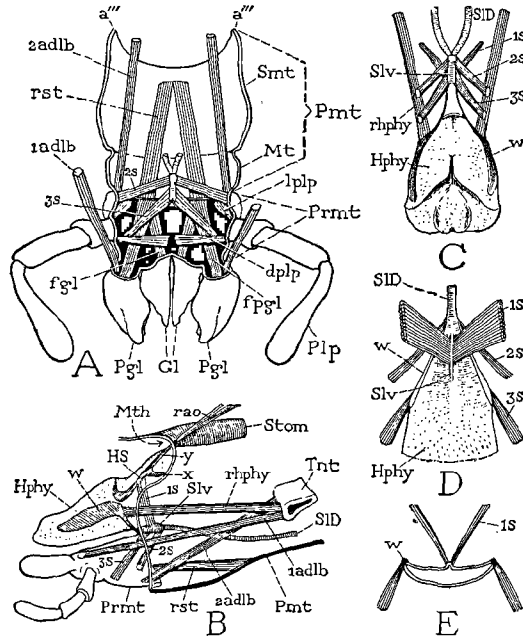 a''' a'''
2adlb
rst
Smt
Pmt
1adlb
Mt
2s
1plp
3s
Prmt
fgl
dplp
fpgl
Plp
A
Pgl Gl Pgl
SlD
1s
Slv
2s
3s
rhphy
Hphy
w
C
SlD
1s
w
2s
Slv
3s
Hphy
D
1s
w
E
Mth
rao
Stom
HS
y
w
x
rhphy
Tnt
Hphy
1s
Slv
SlD
3s
2s
1adlb
Prmt
rst
2adlb
Pmt
B